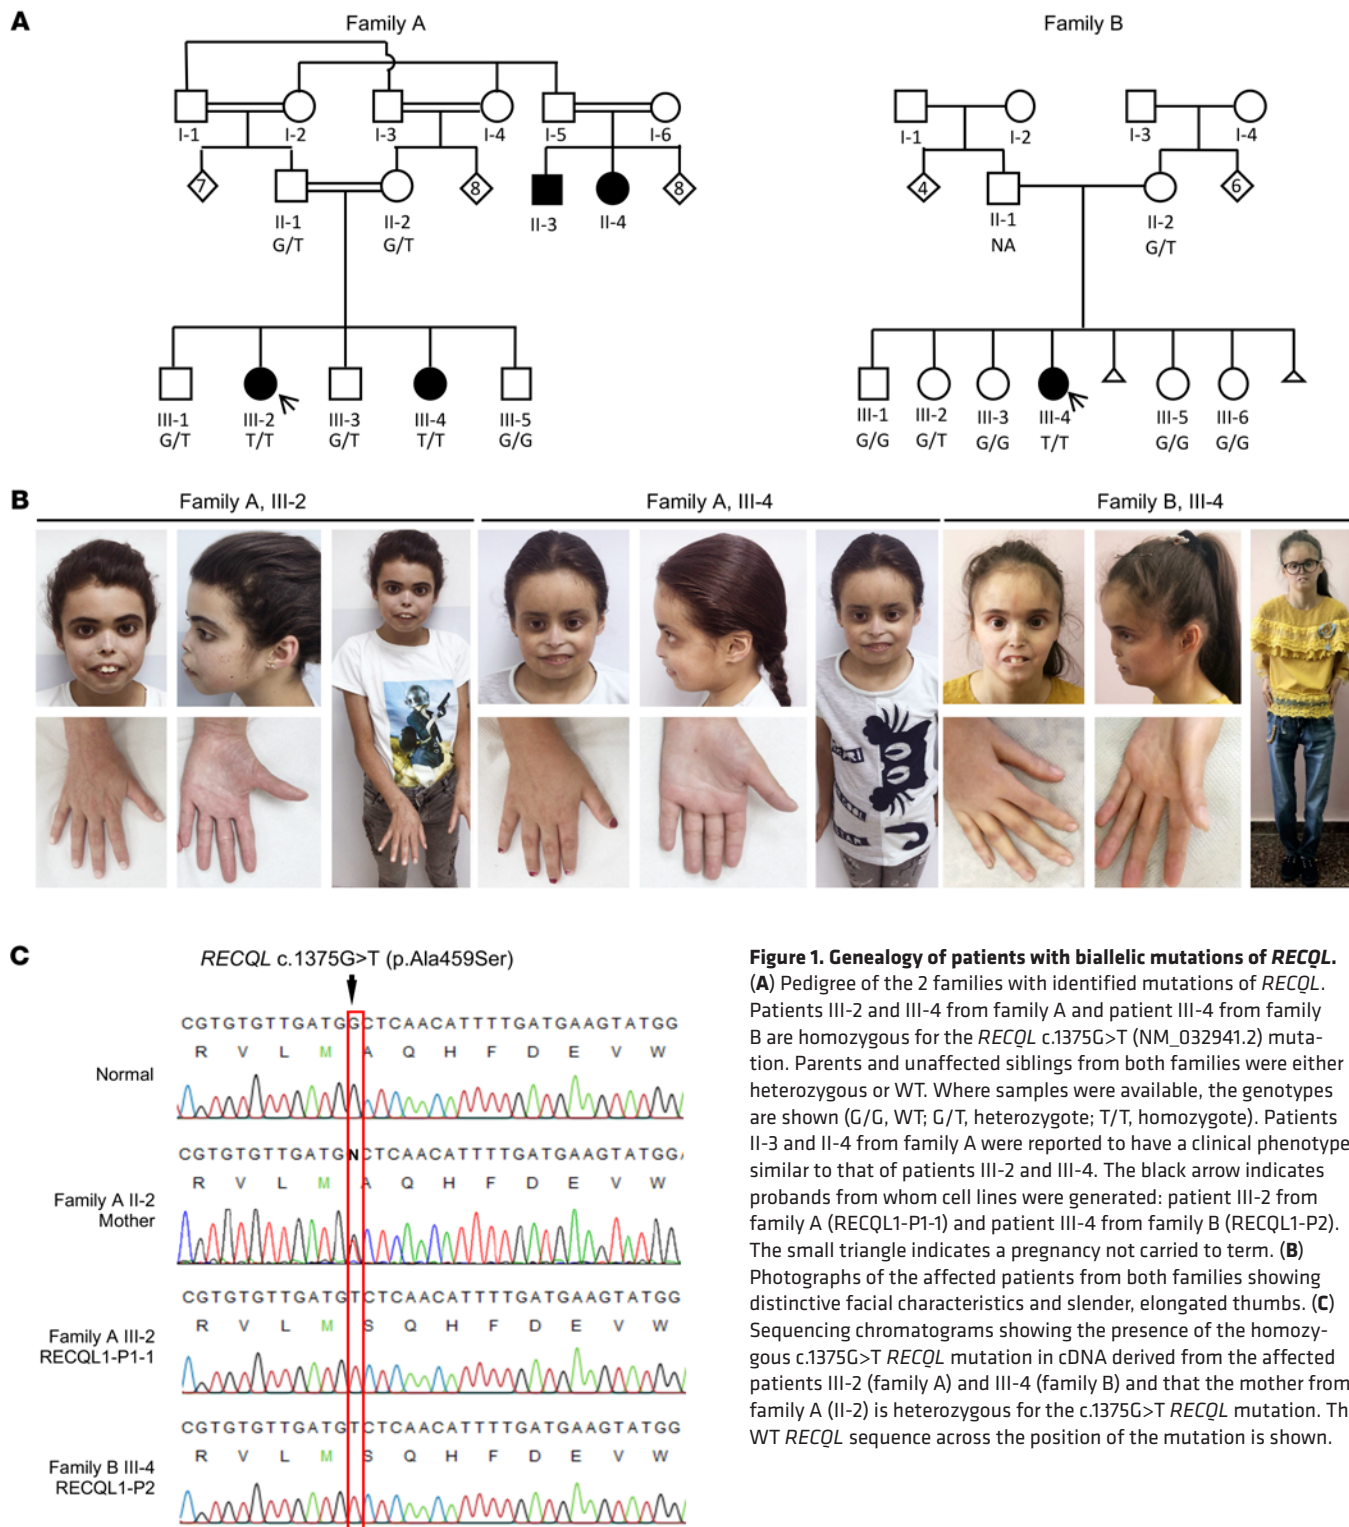 A
Family A
Family B
I-1
I-2
I-3
I-4
I-5
I-6
7
8
8
II-1
G/T
II-2
G/T
II-3
II-4
III-1
G/T
III-2
T/T
III-3
G/T
III-4
T/T
III-5
G/G
I-1
I-2
I-3
I-4
4
6
II-1
NA
II-2
G/T
III-1
G/G
III-2
G/T
III-3
G/G
III-4
T/T
III-5
G/G
III-6
G/G
B
Family A, III-2
Family A, III-4
Family B, III-4
C
RECQL c.1375G>T (p.Ala459Ser)
Normal
CGTGTGTTGATGGCTCAACATTTTGATGAAGTATGG
R V L M A Q H F D E V W
Family A II-2
Mother
CGTGTGTTGATGNCTCAACATTTTGATGAAGTATGG
R V L M A Q H F D E V W
Family A III-2
RECQL1-P1-1
CGTGTGTTGATGTCTCAACATTTTGATGAAGTATGG
R V L M S Q H F D E V W
Family B III-4
RECQL1-P2
CGTGTGTTGATGTCTCAACATTTTGATGAAGTATGG
R V L M S Q H F D E V W
Figure 1. Genealogy of patients with biallelic mutations of RECQL.
(A) Pedigree of the 2 families with identified mutations of RECQL.
Patients III-2 and III-4 from family A and patient III-4 from family
B are homozygous for the RECQL c.1375G>T (NM_032941.2) muta-
tion. Parents and unaffected siblings from both families were either
heterozygous or WT. Where samples were available, the genotypes
are shown (G/G, WT; G/T, heterozygote; T/T, homozygote). Patients
II-3 and II-4 from family A were reported to have a clinical phenotype
similar to that of patients III-2 and III-4. The black arrow indicates
probands from whom cell lines were generated: patient III-2 from
family A (RECQL1-P1-1) and patient III-4 from family B (RECQL1-P2).
The small triangle indicates a pregnancy not carried to term. (B)
Photographs of the affected patients from both families showing
distinctive facial characteristics and slender, elongated thumbs. (C)
Sequencing chromatograms showing the presence of the homozy-
gous c.1375G>T RECQL mutation in cDNA derived from the affected
patients III-2 (family A) and III-4 (family B) and that the mother from
family A (II-2) is heterozygous for the c.1375G>T RECQL mutation. Th
WT RECQL sequence across the position of the mutation is shown.